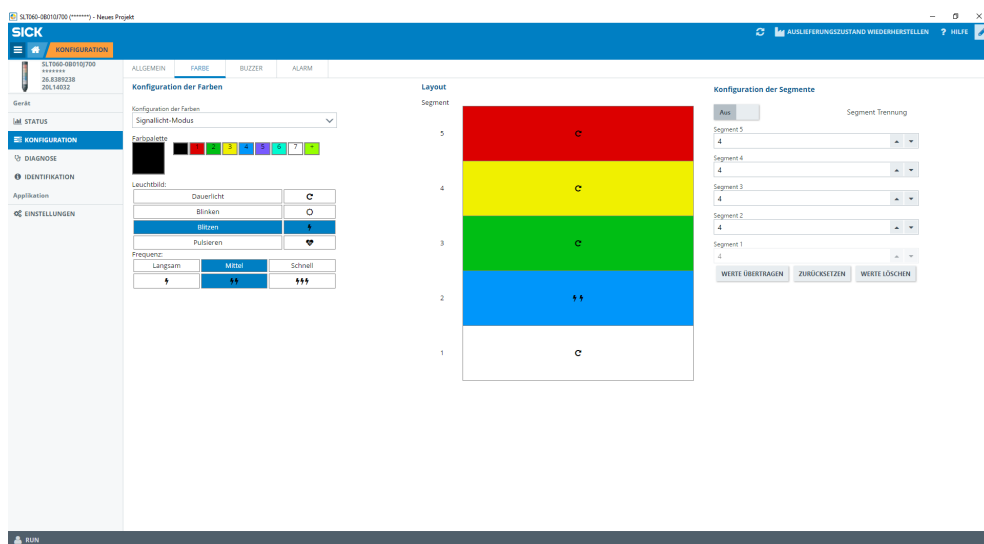 SLT060-0B010J700 (*******) - Neues Projekt
SICK
AUSLIEFERUNGSZUSTAND WIEDERHERSTELLEN
? HILFE
KONFIGURATION
SLT060-0B010J700
*******
26.8389238
20L14032
Gerät
STATUS
KONFIGURATION
DIAGNOSE
IDENTIFIKATION
Applikation
EINSTELLUNGEN
ALLGEMEIN FARBE BUZZER ALARM
Konfiguration der Farben
Konfiguration der Farben
Signallicht-Modus
Farbpalette
2 3 4 5 6 7 +
Leuchtbild:
Dauerlicht
Blinken
Blitzen
Pulsieren
Frequenz:
Langsam Mittel Schnell
Layout
Segment
5
4
3
2
1
Konfiguration der Segmente
Aus Segment Trennung
Segment 5
4
Segment 4
4
Segment 3
4
Segment 2
4
Segment 1
4
WERTE ÜBERTRAGEN ZURÜCKSETZEN WERTE LÖSCHEN
RUN